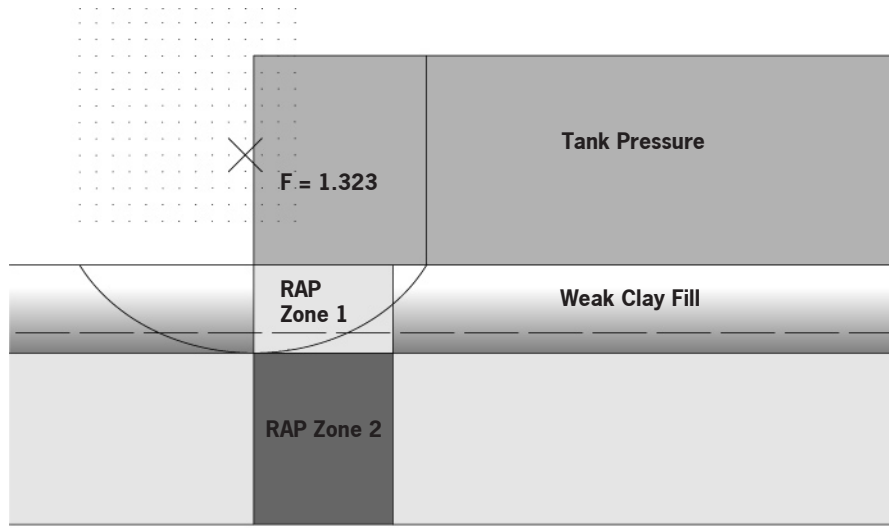 Tank Pressure
F = 1.323
RAP
Zone 1
Weak Clay Fill
RAP Zone 2